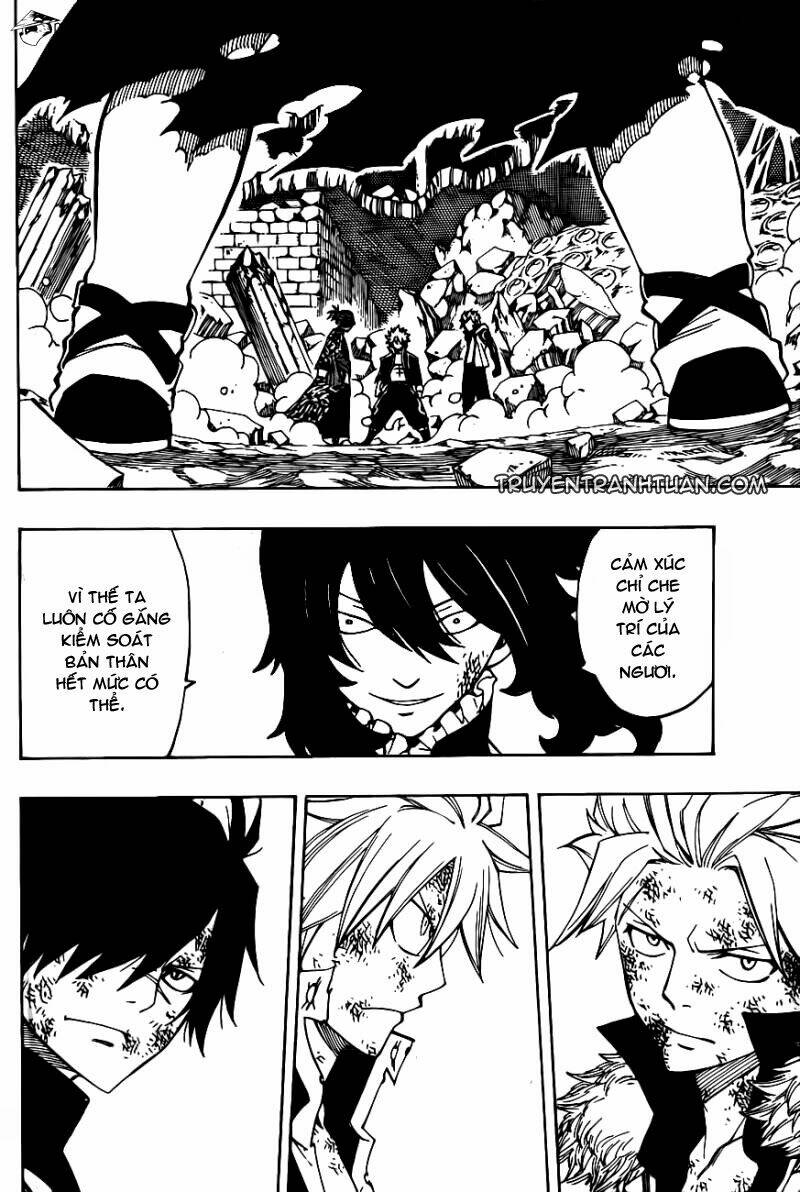 TRUYENTRANHTUAN.COM
CẢM XÚC
CHỈ CHE
MỜ LÝ
TRÍ CỦA
CÁC
NGƯƠI.
VÌ THẾ TA
LUÔN CỐ GẮNG
KIỂM SOÁT
BẢN THÂN
HẾT MỨC CÓ
THỂ.